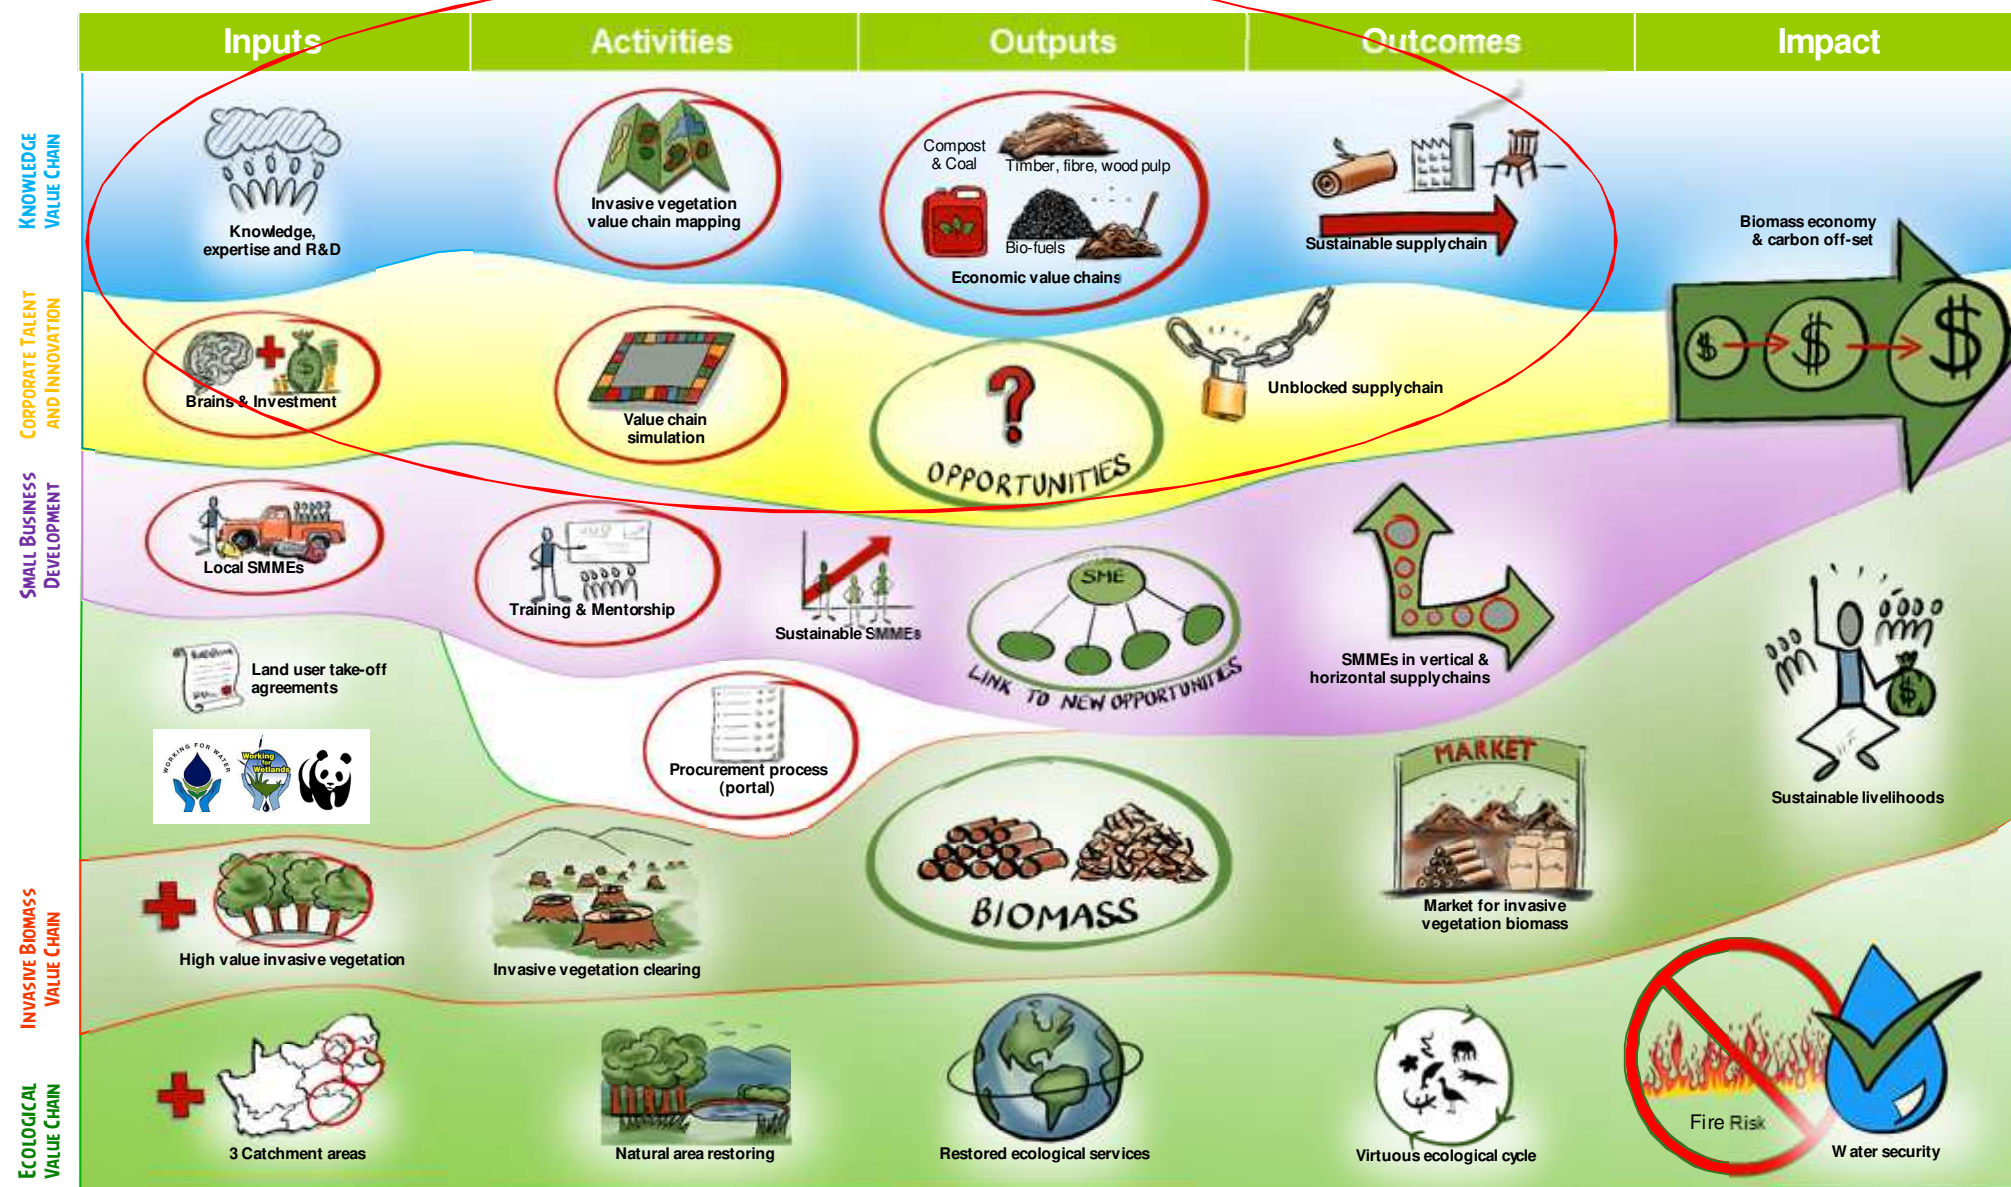 Inputs
Activities
Outputs
Outcomes
Impact
KNOWLEDGE
VALUE CHAIN
Knowledge,
expertise and R&D
Invasive vegetation
value chain mapping
Compost
& Coal
Timber, fibre, wood pulp
Bio-fuels
Economic value chains
Sustainable supply chain
Biomass economy
& carbon off-set
CORPORATE TALENT
AND INNOVATION
Brains & Investment
Value chain
simulation
?
OPPORTUNITIES
Unblocked supply chain
$ $ $
SMALL BUSINESS
DEVELOPMENT
Local SMMEs
Training & Mentorship
Sustainable SMMEs
SME
LINK TO NEW OPPORTUNITIES
SMMEs in vertical &
horizontal supply chains
Land user take-off
agreements
WORKING FOR WATER
Working
for
Wetlands
Procurement process
(portal)
$
Sustainable livelihoods
INVASIVE BIOMASS
VALUE CHAIN
High value invasive vegetation
Invasive vegetation clearing
BIOMASS
MARKET
Market for invasive
vegetation biomass
ECOLOGICAL
VALUE CHAIN
3 Catchment areas
Natural area restoring
Restored ecological services
Virtuous ecological cycle
Fire Risk
Water security